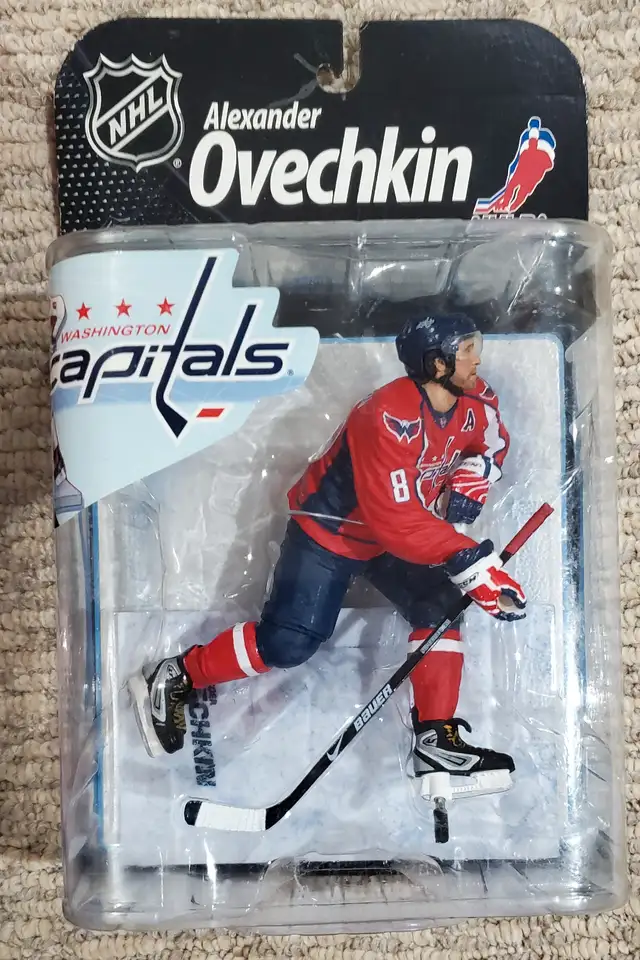 NHL
Alexander
Ovechkin
®
WASHINGTON
capitals.
A
8
BAUER
ECHKIN